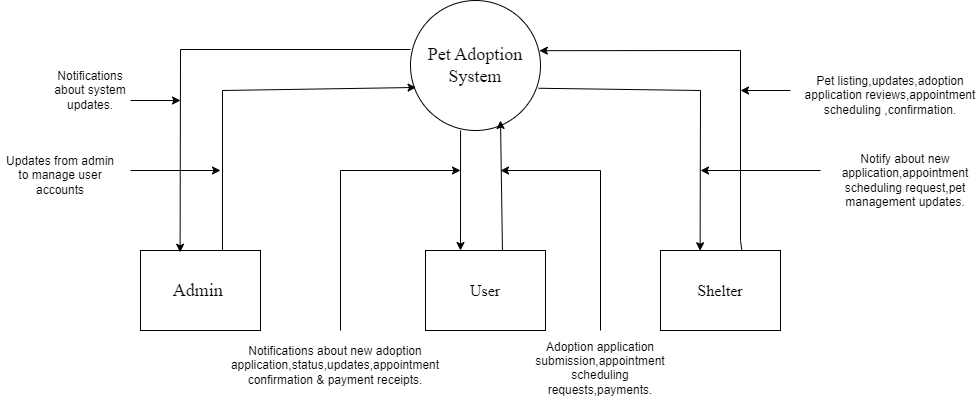 Pet Adoption
System
Notifications
about system
updates.
Pet listing,updates,adoption
application reviews,appointment
scheduling ,confirmation.
Updates from admin
to manage user
accounts
Notify about new
application,appointment
scheduling request,pet
management updates.
Admin
User
Shelter
Notifications about new adoption
application,status,updates,appointment
confirmation & payment receipts.
Adoption application
submission,appointment
scheduling
requests,payments.